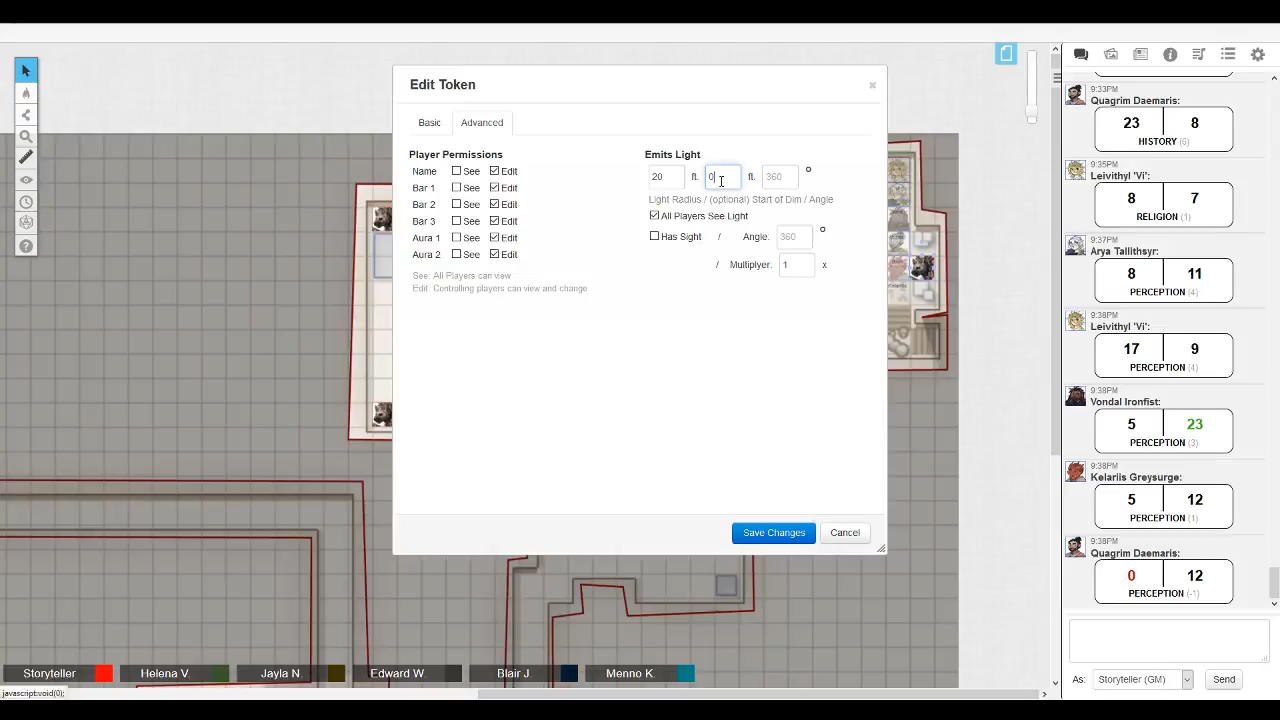 Edit Token
×
Basic
Advanced
Player Permissions
Name See Edit
Bar 1 See Edit
Bar 2 See Edit
Bar 3 See Edit
Aura 1 See Edit
Aura 2 See Edit
See: All Players can view
Edit: Controlling players can view and change
Emits Light
20 ft. 0 ft. 360 °
Light Radius / (optional) Start of Dim / Angle
All Players See Light
Has Sight / Angle: 360 °
/ Multiplyer: 1 x
Save Changes
Cancel
9:33PM
Quagrim Daemaris:
23 8
HISTORY (6)
9:35PM
Leivithyl 'Vi':
8 7
RELIGION (1)
9:37PM
Arya Tallithsyr:
8 11
PERCEPTION (4)
9:38PM
Leivithyl 'Vi':
17 9
PERCEPTION (4)
9:38PM
Vondal Ironfist:
5 23
PERCEPTION (3)
9:38PM
Kelarlis Greysurge:
5 12
PERCEPTION (1)
9:38PM
Quagrim Daemaris:
0 12
PERCEPTION (-1)
As: Storyteller (GM) Send
Storyteller
Helena V.
Jayla N.
Edward W.
Blair J.
Menno K.
javascript:void(0);